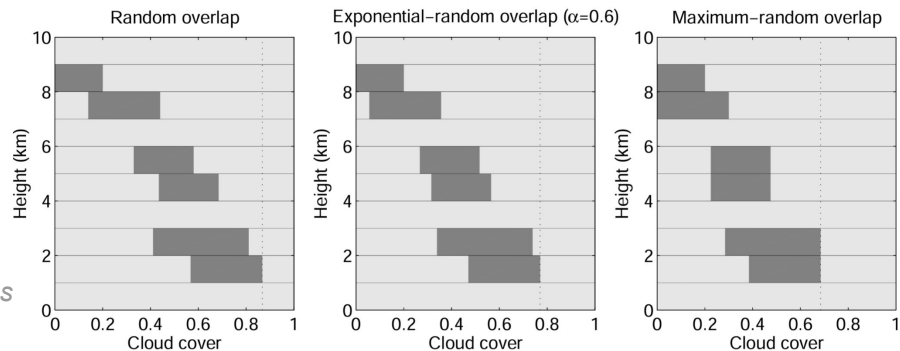 Random overlap
Exponential-random overlap (α=0.6)
Maximum-random overlap
Height (km)
10
8
6
4
2
0
0 0.2 0.4 0.6 0.8 1
Cloud cover
Height (km)
10
8
6
4
2
0
0 0.2 0.4 0.6 0.8 1
Cloud cover
Height (km)
10
8
6
4
2
0
0 0.2 0.4 0.6 0.8 1
Cloud cover
s